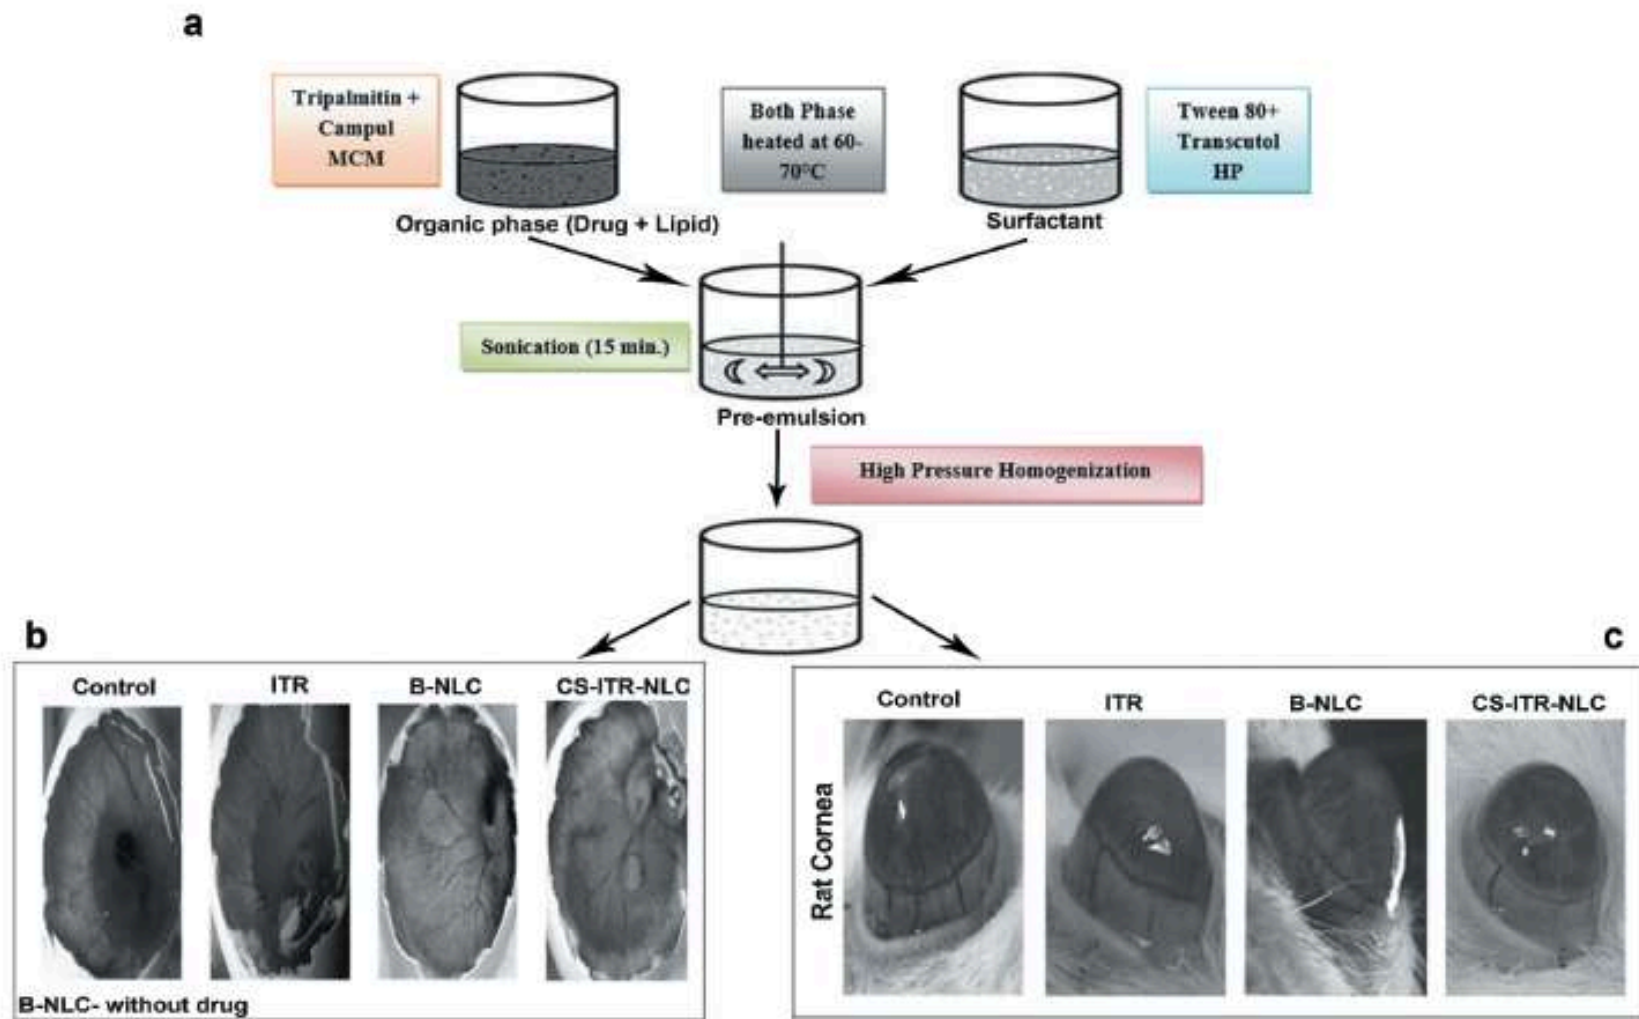 a
Tripalmitin +
Campul
MCM
Both Phase
heated at 60-
70°C
Tween 80+
Transcutol
HP
Organic phase (Drug + Lipid)
Surfactant
Sonication (15 min.)
Pre-emulsion
High Pressure Homogenization
b
Control
ITR
B-NLC
CS-ITR-NLC
B-NLC- without drug
c
Control
ITR
B-NLC
CS-ITR-NLC
Rat Cornea